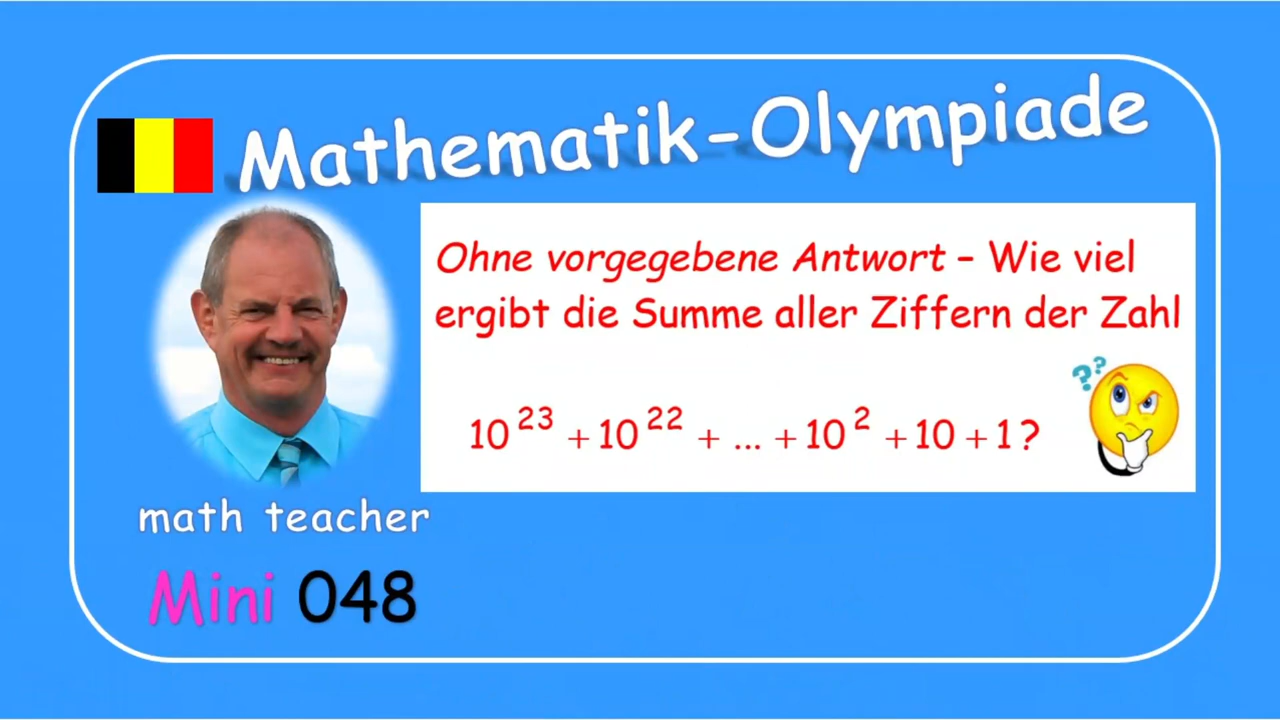 Mathematik-Olympiade
Ohne vorgegebene Antwort – Wie viel
ergibt die Summe aller Ziffern der Zahl
??
10²³ + 10²² + ... + 10² + 10 + 1?
math teacher
Mini 048